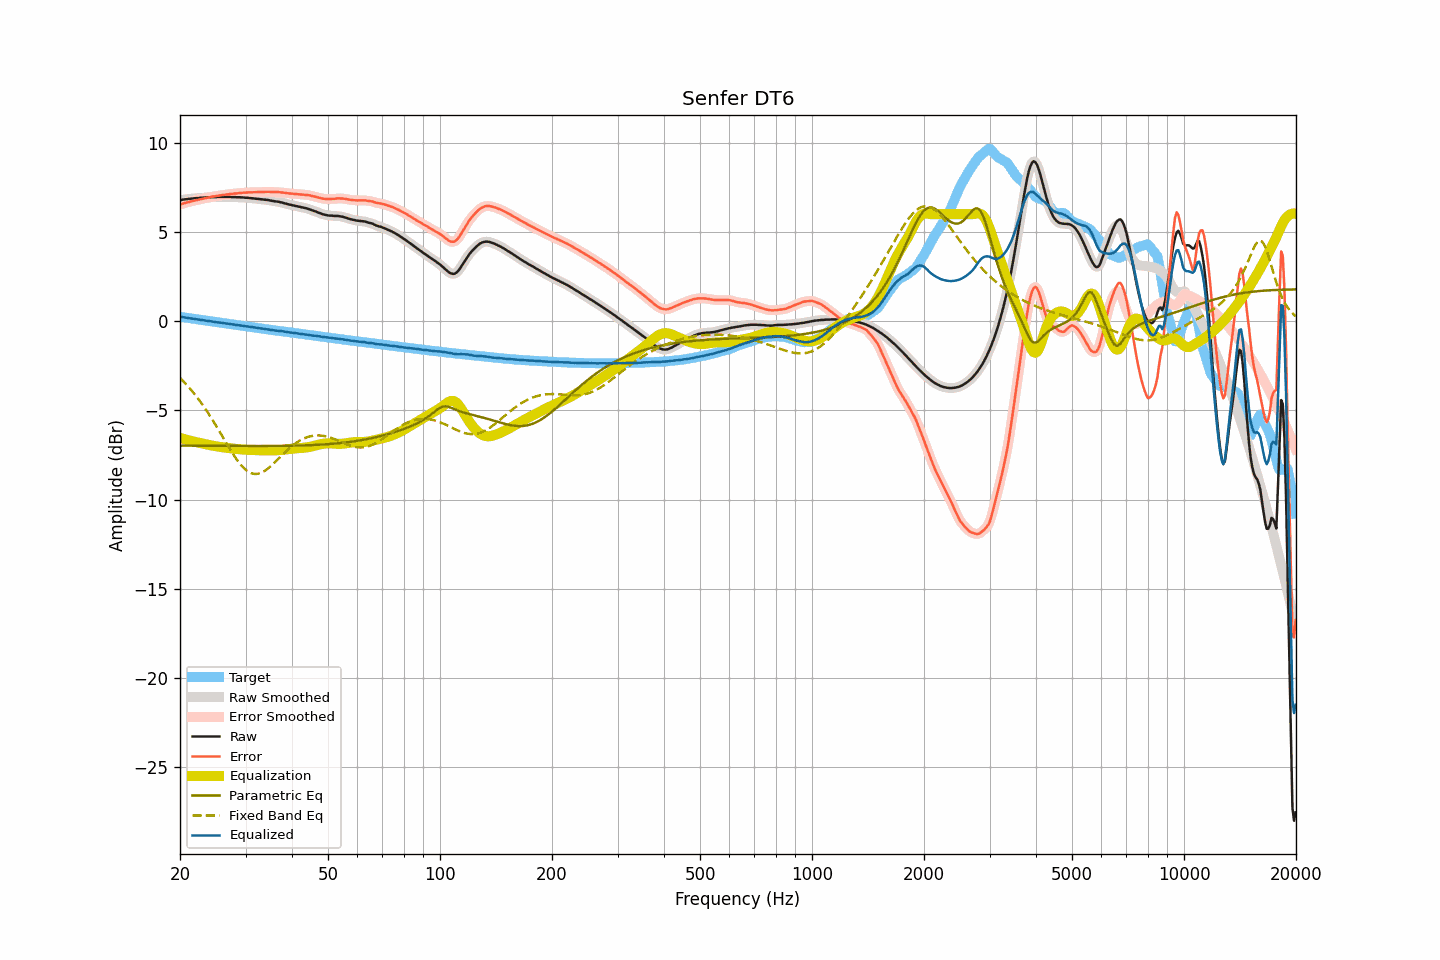 Senfer DT6
10
5
0
−5
−10
−15
−20
−25
Amplitude (dBr)
Target
Raw Smoothed
Error Smoothed
Raw
Error
Equalization
Parametric Eq
Fixed Band Eq
Equalized
20 50 100 200 500 1000 2000 5000 10000 20000
Frequency (Hz)